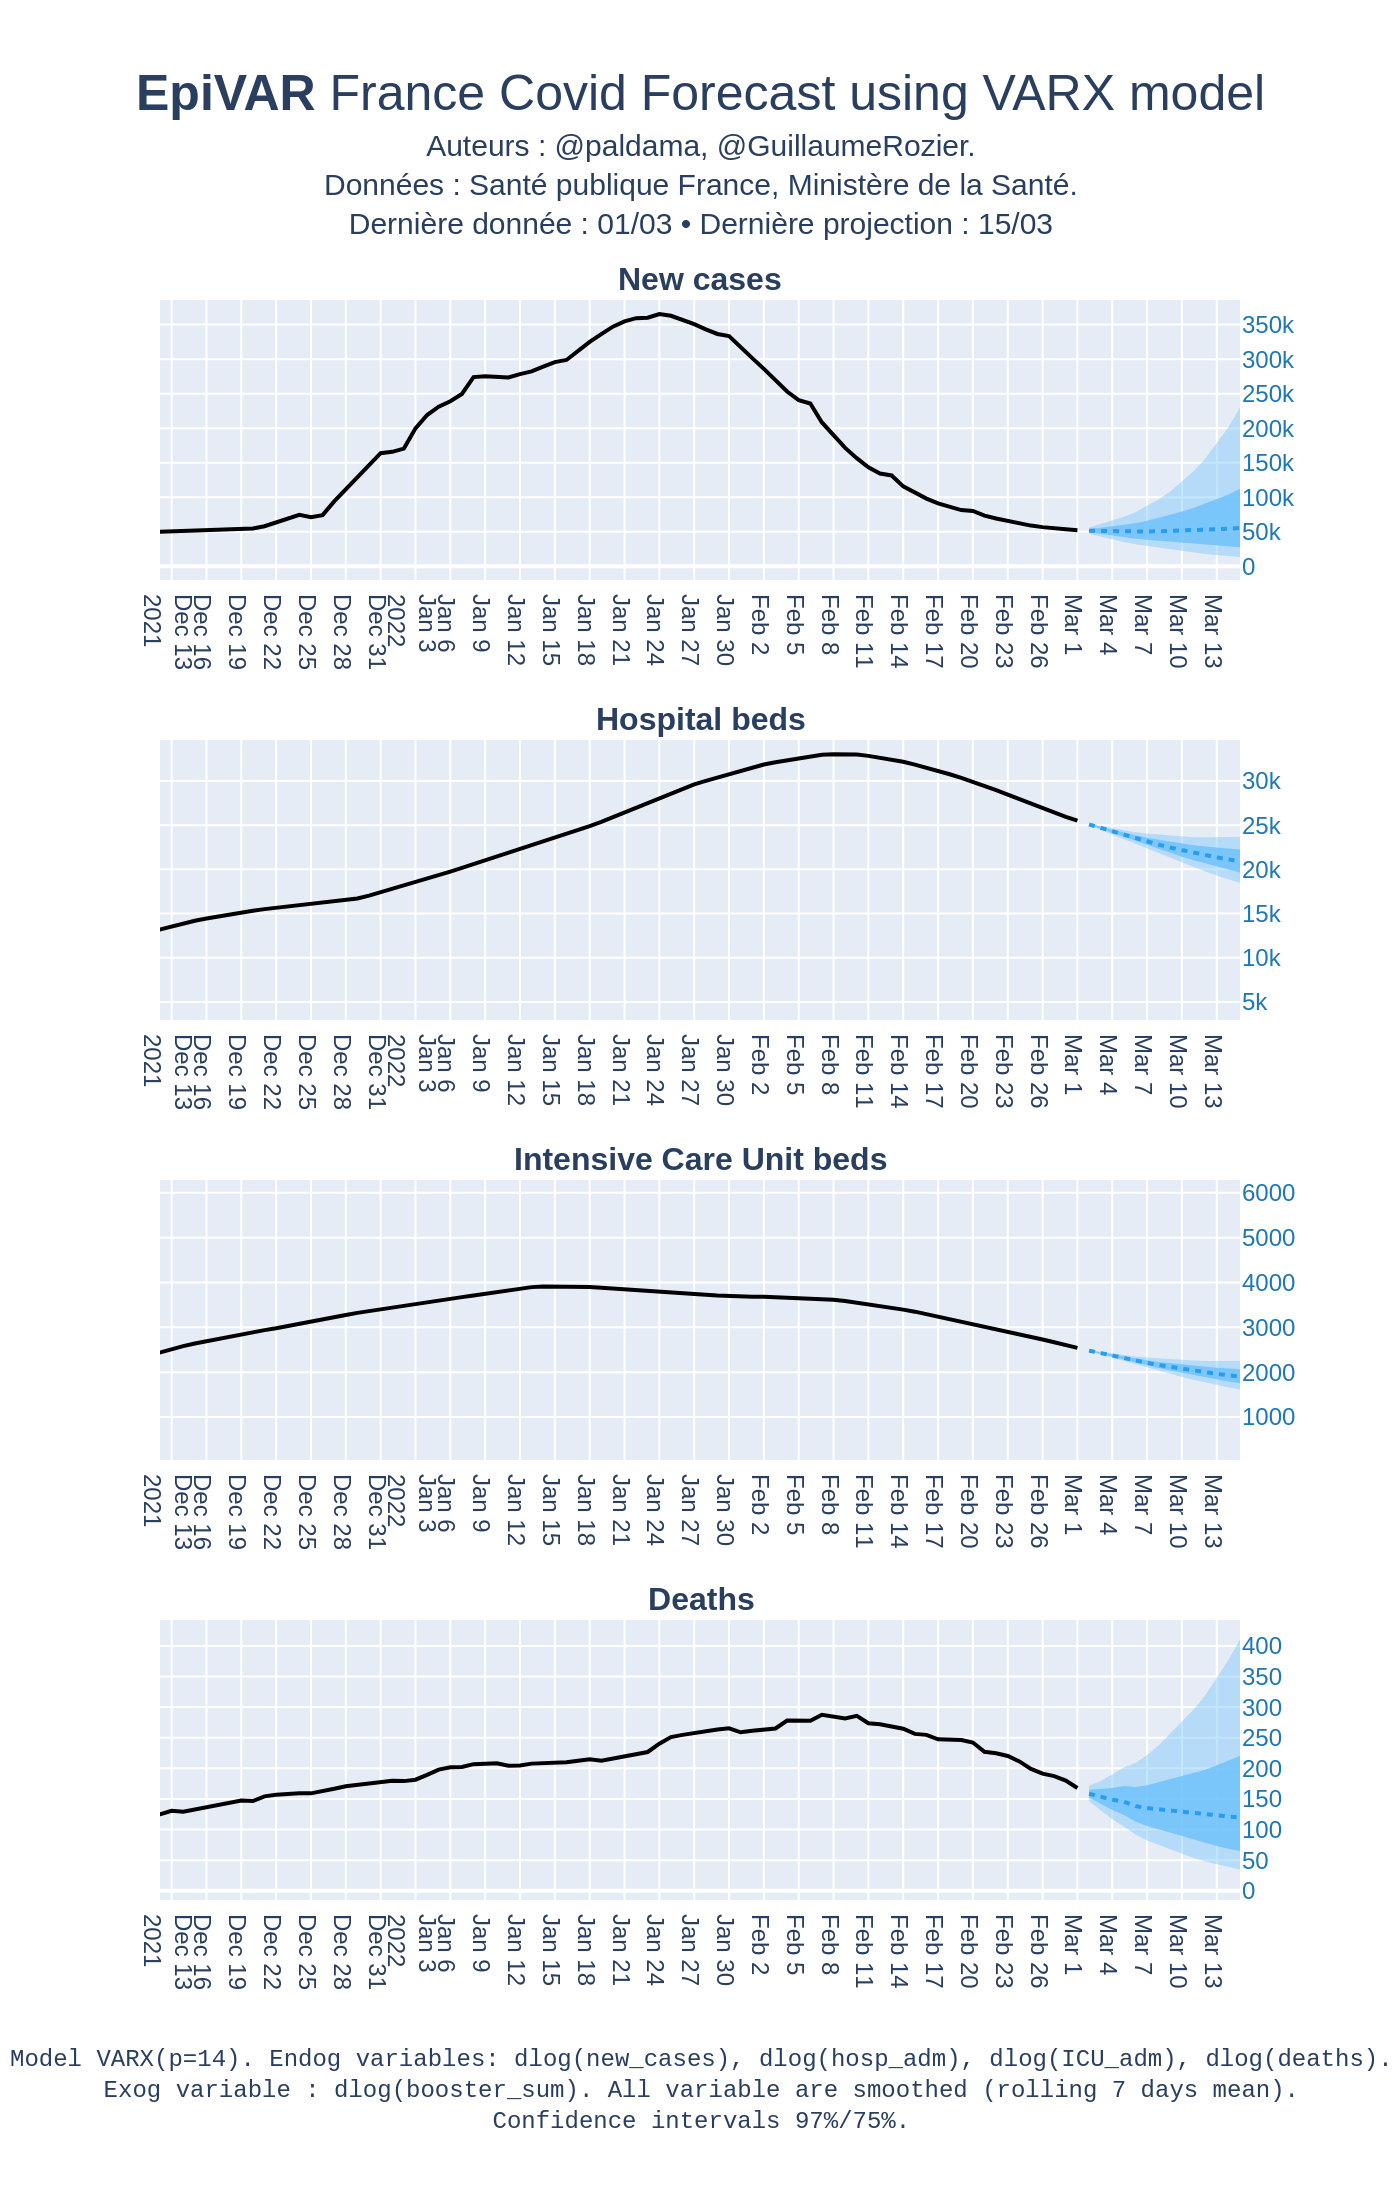 EpiVAR France Covid Forecast using VARX model
Auteurs : @paldama, @GuillaumeRozier.
Données : Santé publique France, Ministère de la Santé.
Dernière donnée : 01/03 • Dernière projection : 15/03
New cases
350k
300k
250k
200k
150k
100k
50k
0
2021
Dec 13
Dec 16
Dec 19
Dec 22
Dec 25
Dec 28
Dec 31
2022
Jan 3
Jan 6
Jan 9
Jan 12
Jan 15
Jan 18
Jan 21
Jan 24
Jan 27
Jan 30
Feb 2
Feb 5
Feb 8
Feb 11
Feb 14
Feb 17
Feb 20
Feb 23
Feb 26
Mar 1
Mar 4
Mar 7
Mar 10
Mar 13
Hospital beds
30k
25k
20k
15k
10k
5k
2021
Dec 13
Dec 16
Dec 19
Dec 22
Dec 25
Dec 28
Dec 31
2022
Jan 3
Jan 6
Jan 9
Jan 12
Jan 15
Jan 18
Jan 21
Jan 24
Jan 27
Jan 30
Feb 2
Feb 5
Feb 8
Feb 11
Feb 14
Feb 17
Feb 20
Feb 23
Feb 26
Mar 1
Mar 4
Mar 7
Mar 10
Mar 13
Intensive Care Unit beds
6000
5000
4000
3000
2000
1000
2021
Dec 13
Dec 16
Dec 19
Dec 22
Dec 25
Dec 28
Dec 31
2022
Jan 3
Jan 6
Jan 9
Jan 12
Jan 15
Jan 18
Jan 21
Jan 24
Jan 27
Jan 30
Feb 2
Feb 5
Feb 8
Feb 11
Feb 14
Feb 17
Feb 20
Feb 23
Feb 26
Mar 1
Mar 4
Mar 7
Mar 10
Mar 13
Deaths
400
350
300
250
200
150
100
50
0
2021
Dec 13
Dec 16
Dec 19
Dec 22
Dec 25
Dec 28
Dec 31
2022
Jan 3
Jan 6
Jan 9
Jan 12
Jan 15
Jan 18
Jan 21
Jan 24
Jan 27
Jan 30
Feb 2
Feb 5
Feb 8
Feb 11
Feb 14
Feb 17
Feb 20
Feb 23
Feb 26
Mar 1
Mar 4
Mar 7
Mar 10
Mar 13
Model VARX(p=14). Endog variables: dlog(new_cases), dlog(hosp_adm), dlog(ICU_adm), dlog(deaths).
Exog variable : dlog(booster_sum). All variable are smoothed (rolling 7 days mean).
Confidence intervals 97%/75%.